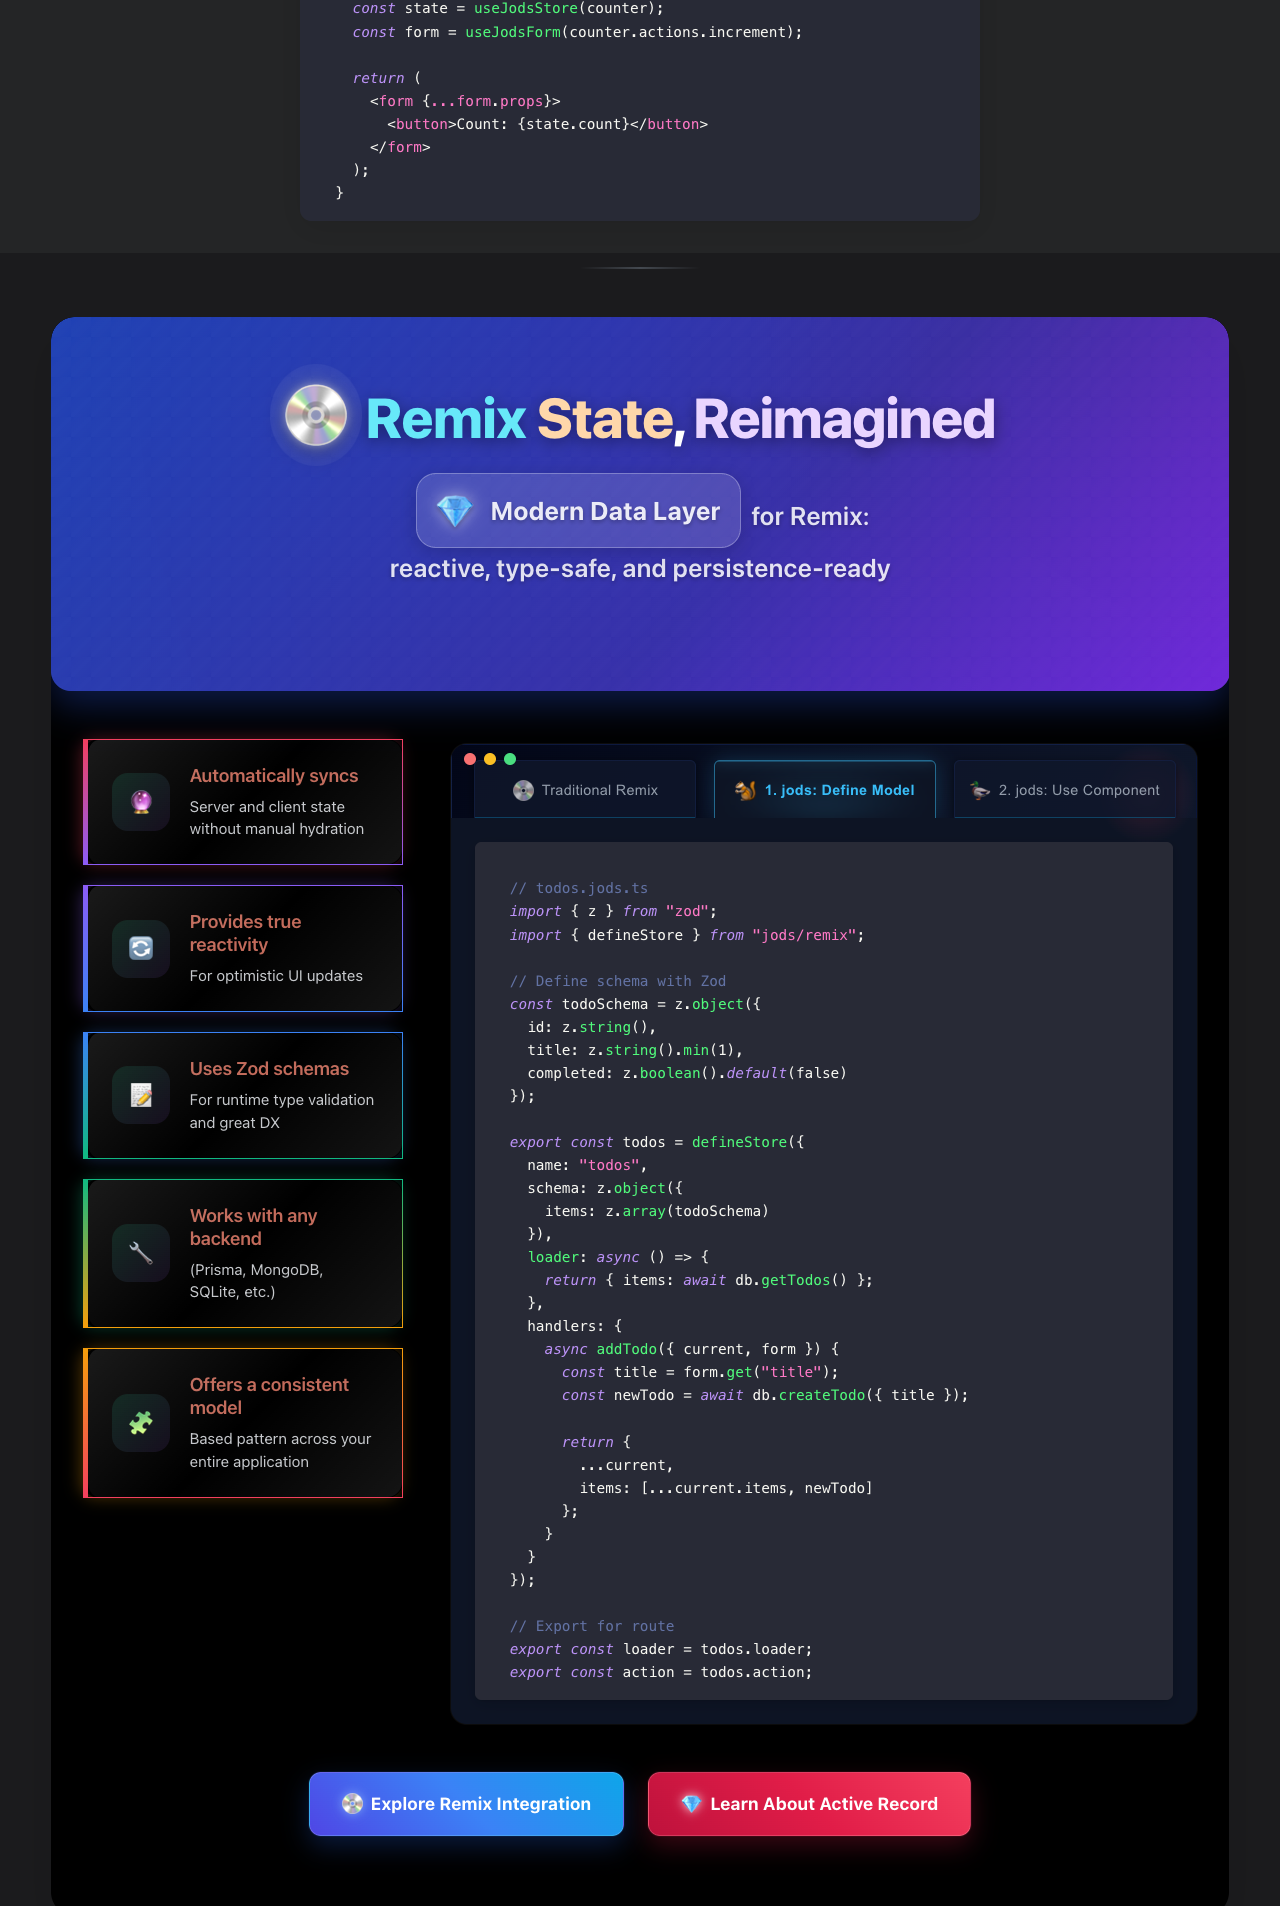 const state = useJodsStore(counter);
const form = useJodsForm(counter.actions.increment);
return (
<form {...form.props}>
<button>Count: {state.count}</button>
</form>
);
}
Remix State, Reimagined
Modern Data Layer for Remix:
reactive, type-safe, and persistence-ready
Automatically syncs
Server and client state
without manual hydration
Provides true
reactivity
For optimistic UI updates
Uses Zod schemas
For runtime type validation
and great DX
Works with any
backend
(Prisma, MongoDB,
SQLite, etc.)
Offers a consistent
model
Based pattern across your
entire application
Traditional Remix
1. jods: Define Model
2. jods: Use Component
// todos.jods.ts
import { z } from "zod";
import { defineStore } from "jods/remix";
// Define schema with Zod
const todoSchema = z.object({
id: z.string(),
title: z.string().min(1),
completed: z.boolean().default(false)
});
export const todos = defineStore({
name: "todos",
schema: z.object({
items: z.array(todoSchema)
}),
loader: async () => {
return { items: await db.getTodos() };
},
handlers: {
async addTodo({ current, form }) {
const title = form.get("title");
const newTodo = await db.createTodo({ title });
return {
...current,
items: [...current.items, newTodo]
};
}
}
});
// Export for route
export const loader = todos.loader;
export const action = todos.action;
Explore Remix Integration
Learn About Active Record